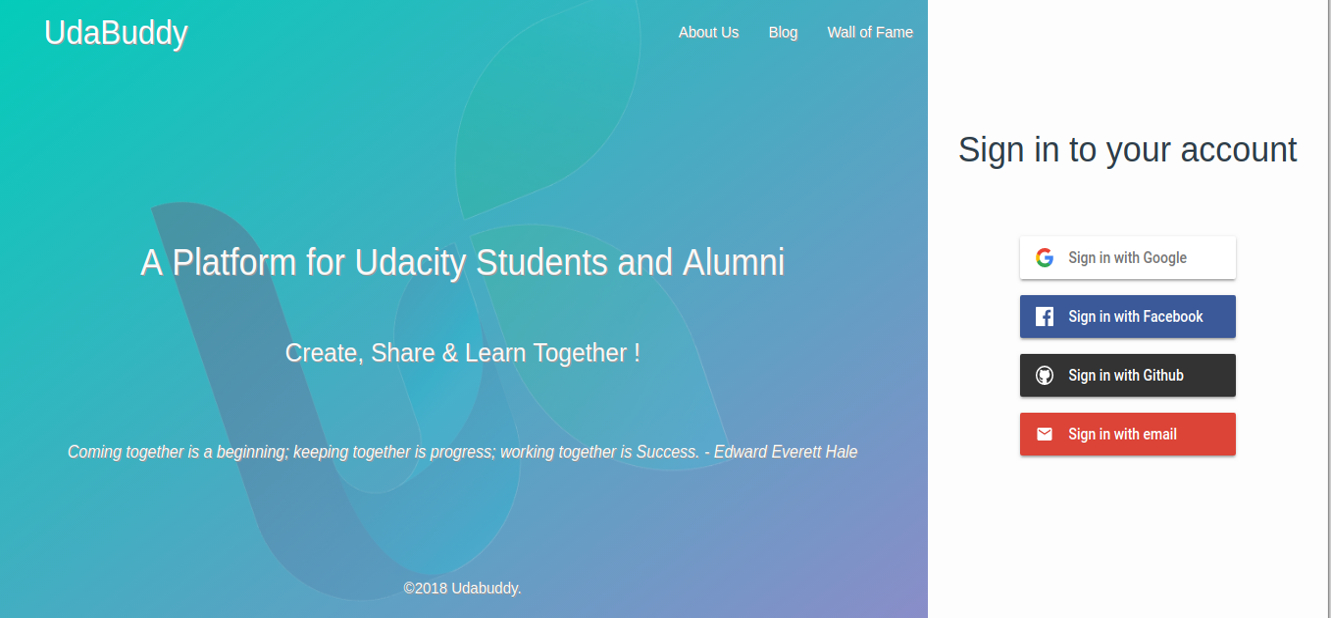 UdaBuddy
About Us
Blog
Wall of Fame
A Platform for Udacity Students and Alumni
Create, Share & Learn Together !
Coming together is a beginning; keeping together is progress; working together is Success. - Edward Everett Hale
©2018 Udabuddy.
Sign in to your account
Sign in with Google
Sign in with Facebook
Sign in with Github
Sign in with email